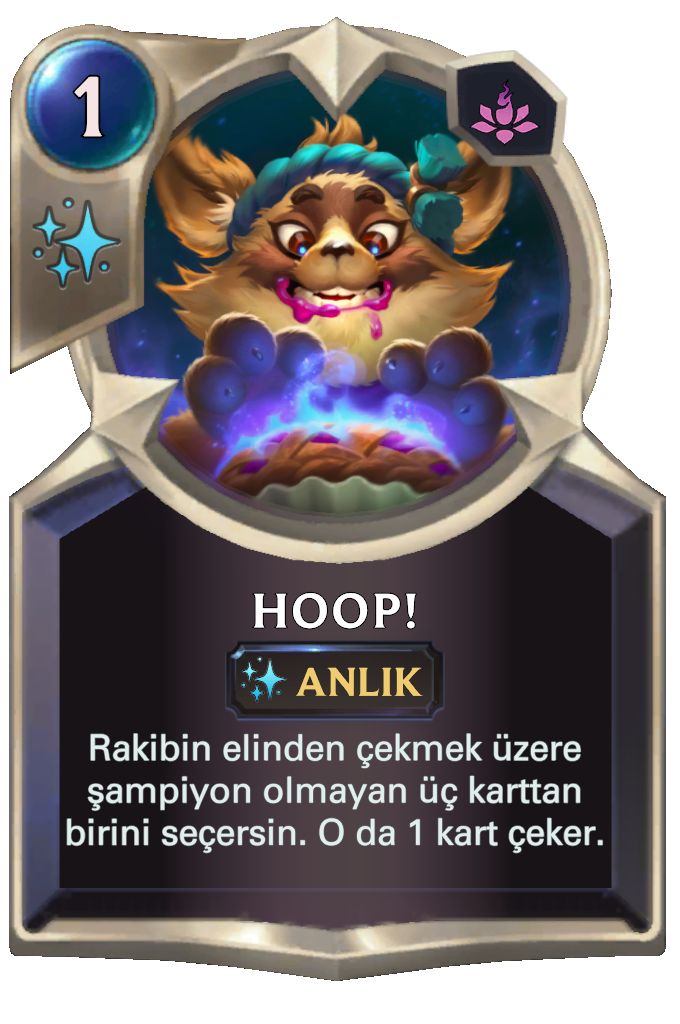 1
HOOP!
ANLIK
Rakibin elinden çekmek üzere
şampiyon olmayan üç karttan
birini seçersin. O da 1 kart çeker.